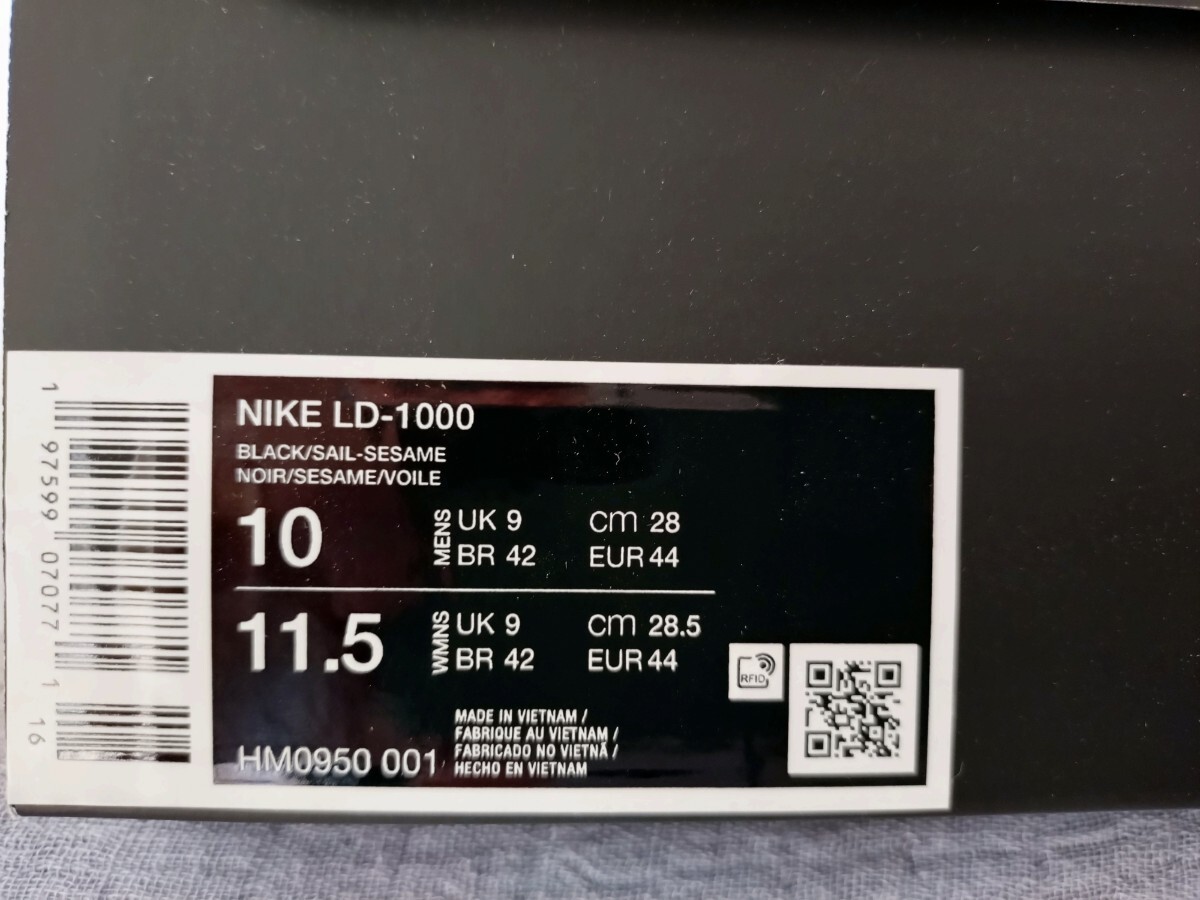 1 97599 07077 1 16
NIKE LD-1000
BLACK/SAIL-SESAME
NOIR/SESAME/VOILE
10 MENS UK 9 cm 28
BR 42 EUR 44
11.5 WMNS UK 9 cm 28.5
BR 42 EUR 44
RFID
MADE IN VIETNAM /
FABRIQUE AU VIETNAM /
FABRICADO NO VIETNÃ /
HECHO EN VIETNAM
HM0950 001